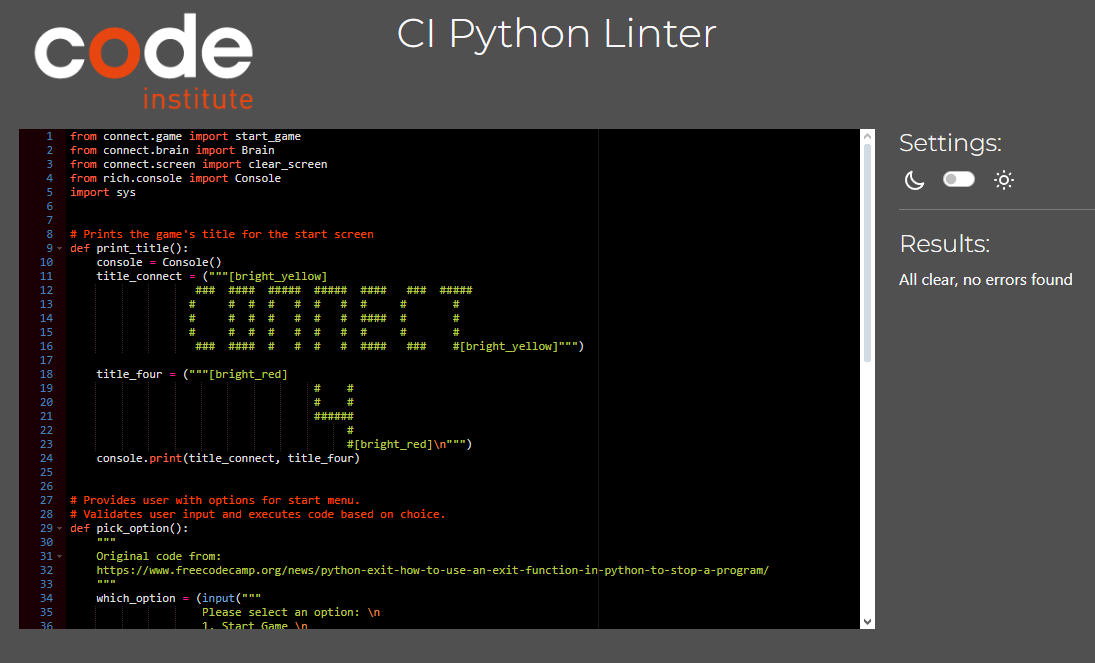 code
institute
CI Python Linter
1 from connect.game import start_game
2 from connect.brain import Brain
3 from connect.screen import clear_screen
4 from rich.console import Console
5 import sys
6
7
8 # Prints the game's title for the start screen
9 def print_title():
10     console = Console()
11     title_connect = ("""[bright_yellow]
12                    ###  ####  #####  #####  ####   ###  #####
13                   #     #  #  #   #  #   #  #     #       #
14                   #     #  #  #   #  #   #  ####  #       #
15                   #     #  #  #   #  #   #  #     #       #
16                    ###  ####  #   #  #   #  ####   ###    #[bright_yellow]""")
17
18     title_four = ("""[bright_red]
19                                      #    #
20                                      #    #
21                                      ######
22                                           #
23                                           #[bright_red]\n""")
24     console.print(title_connect, title_four)
25
26
27 # Provides user with options for start menu.
28 # Validates user input and executes code based on choice.
29 def pick_option():
30     """
31     Original code from:
32     https://www.freecodecamp.org/news/python-exit-how-to-use-an-exit-function-in-python-to-stop-a-program/
33     """
34     which_option = (input("""
35                     Please select an option: \n
36                     1. Start Game \n
Settings:
Results:
All clear, no errors found